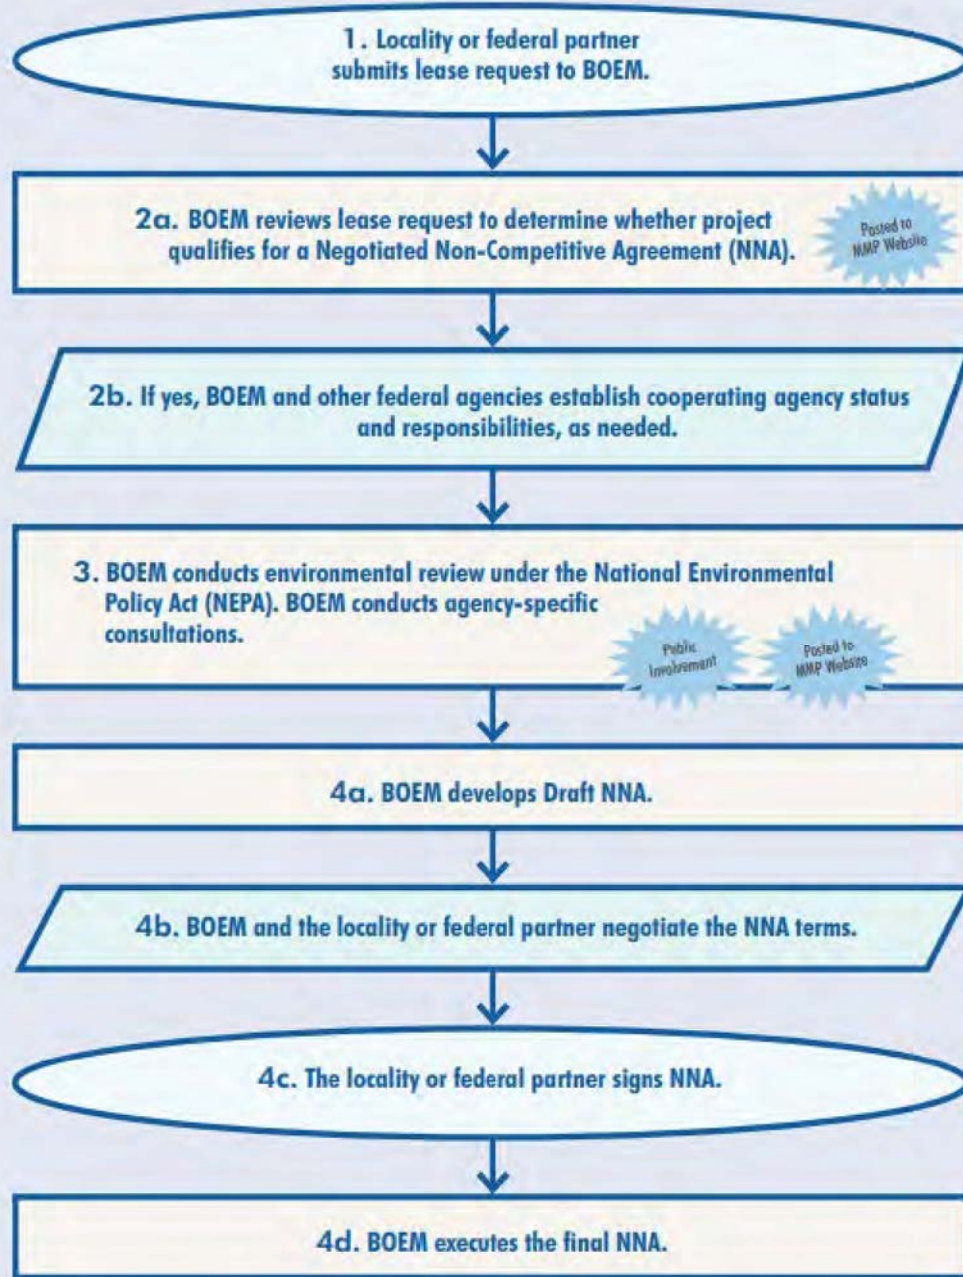 1. Locality or federal partner
submits lease request to BOEM.
2a. BOEM reviews lease request to determine whether project
qualifies for a Negotiated Non-Competitive Agreement (NNA).
Posted to
MMP Website
2b. If yes, BOEM and other federal agencies establish cooperating agency status
and responsibilities, as needed.
3. BOEM conducts environmental review under the National Environmental
Policy Act (NEPA). BOEM conducts agency-specific
consultations.
Public
Involvement
Posted to
MMP Website
4a. BOEM develops Draft NNA.
4b. BOEM and the locality or federal partner negotiate the NNA terms.
4c. The locality or federal partner signs NNA.
4d. BOEM executes the final NNA.